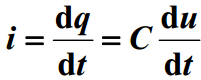 i = dq/dt = C du/dt